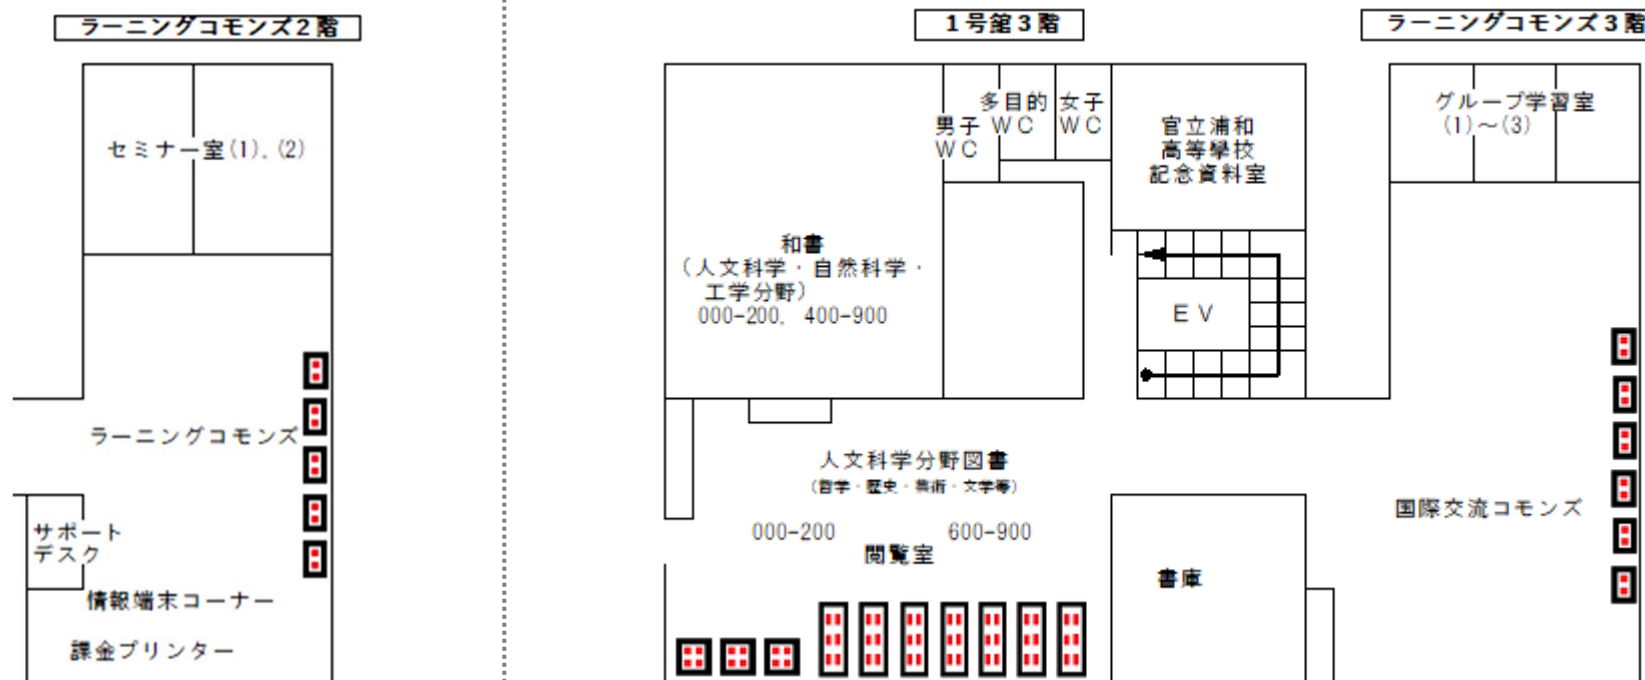 ラーニングコモンズ2階
セミナー室(1),(2)
ラーニングコモンズ
サポート
デスク
情報端末コーナー
課金プリンター
1号館3階
男子
WC
多目的
WC
女子
WC
官立浦和
高等學校
記念資料室
和書
(人文科学・自然科学・
工学分野)
000-200, 400-900
EV
人文科学分野図書
(哲学・歴史・芸術・文学等)
000-200 600-900
閲覧室
書庫
ラーニングコモンズ3階
グループ学習室
(1)～(3)
国際交流コモンズ